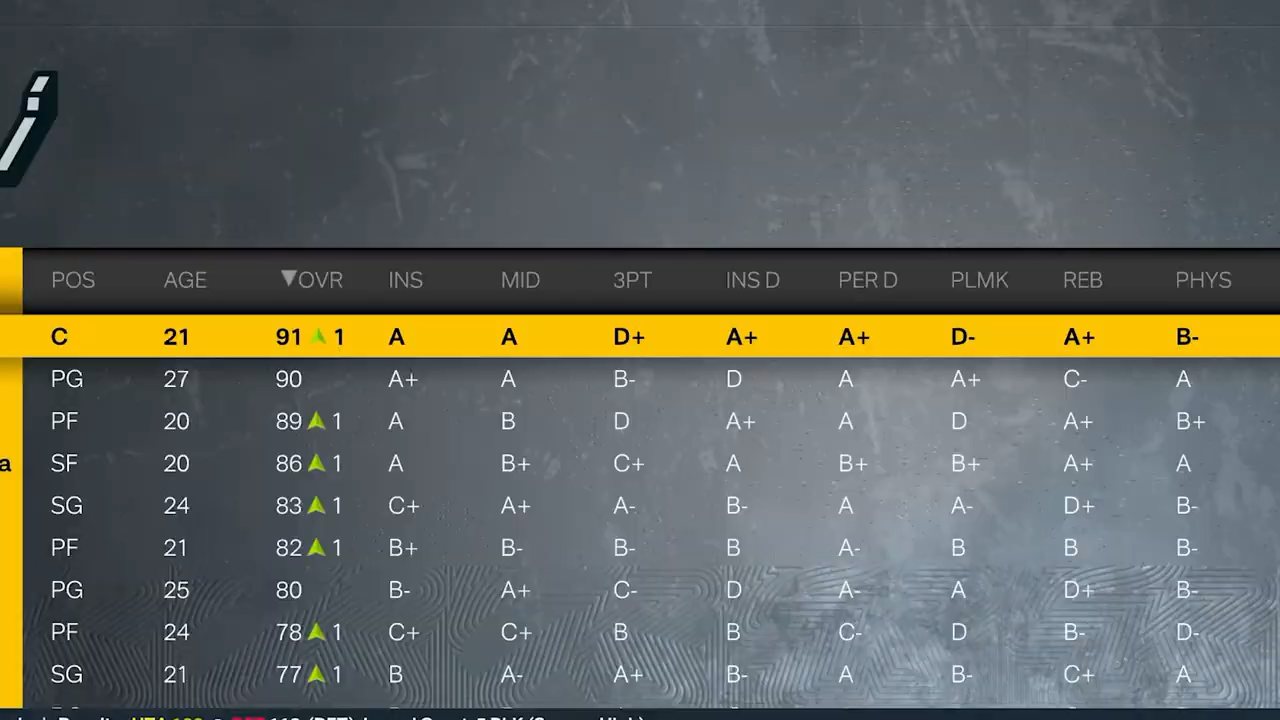 POS AGE ▼OVR INS MID 3PT INS D PER D PLMK REB PHYS
C 21 91 ▲ 1 A A D+ A+ A+ D- A+ B-
PG 27 90 A+ A B- D A A+ C- A
PF 20 89 ▲ 1 A B D A+ A D A+ B+
a SF 20 86 ▲ 1 A B+ C+ A B+ B+ A+ A
SG 24 83 ▲ 1 C+ A+ A- B- A A- D+ B-
PF 21 82 ▲ 1 B+ B- B- B A- B B B-
PG 25 80 B- A+ C- D A- A D+ B-
PF 24 78 ▲ 1 C+ C+ B B C- D B- D-
SG 21 77 ▲ 1 B A- A+ B- A B- C+ A